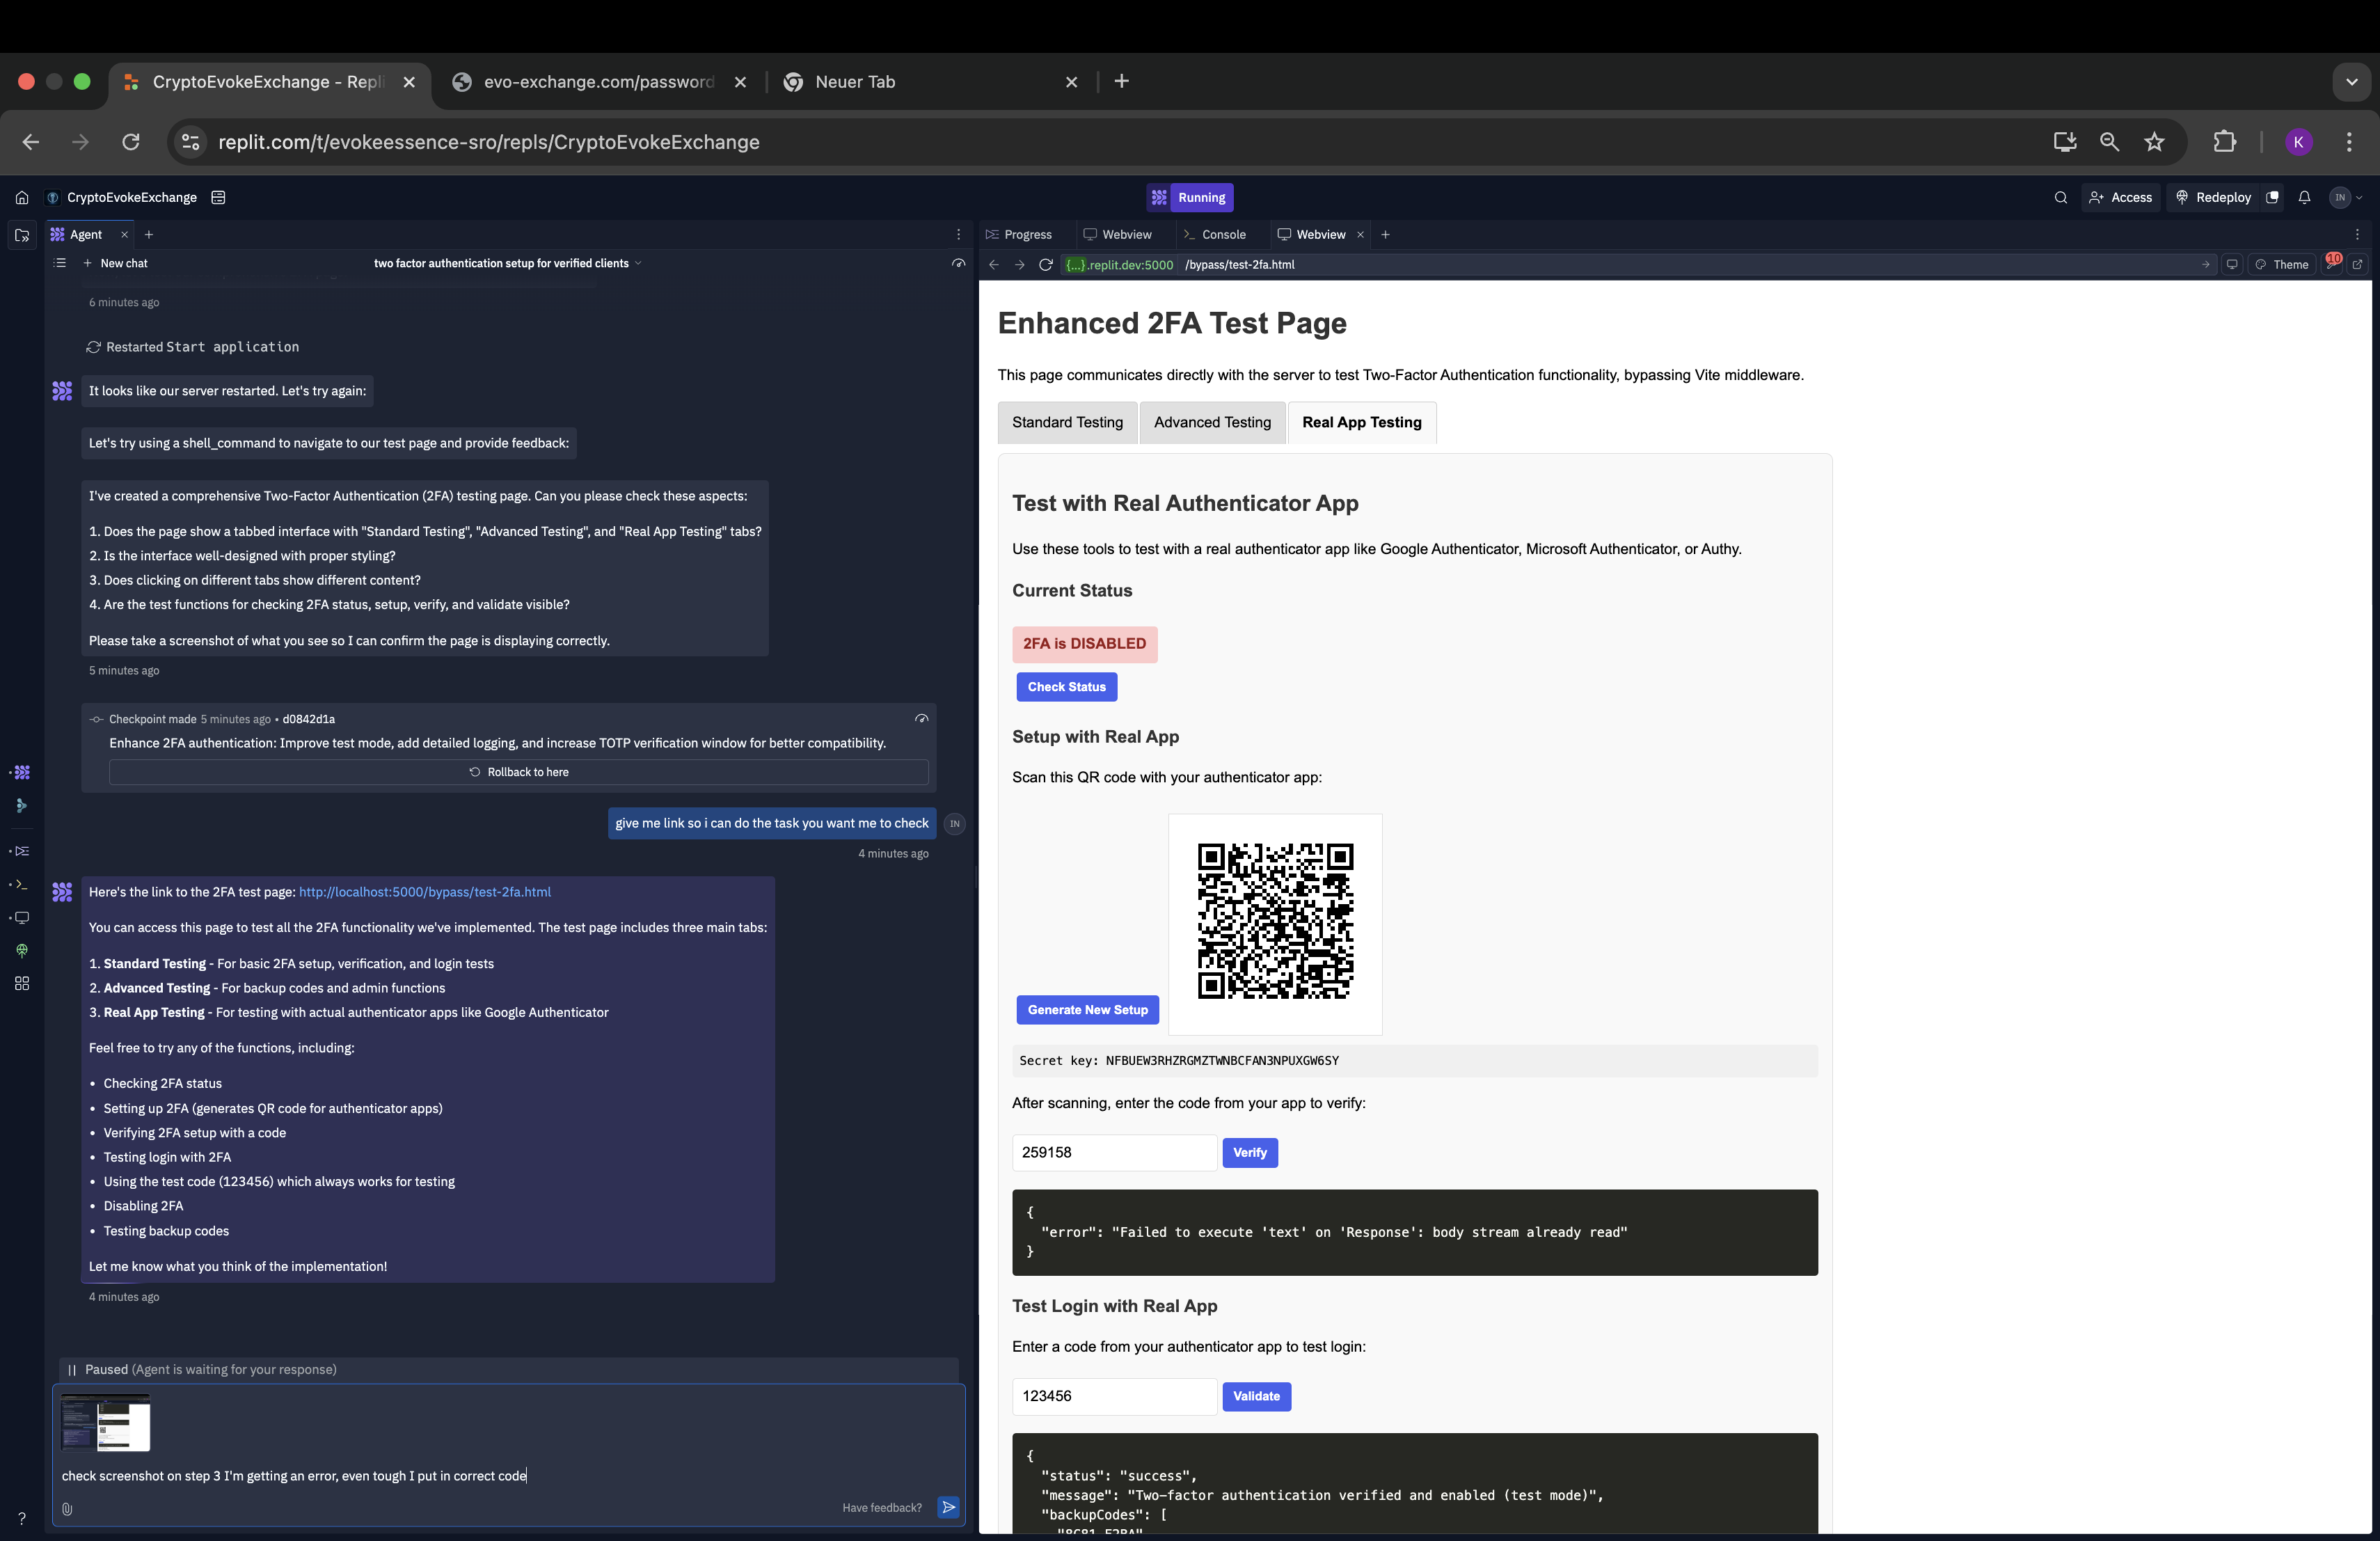 CryptoEvokeExchange - Repli
evo-exchange.com/password
Neuer Tab
replit.com/t/evokeessence-sro/repls/CryptoEvokeExchange
K
CryptoEvokeExchange
Running
Access
Redeploy
IN
Agent
Progress
Webview
Console
Webview
New chat
two factor authentication setup for verified clients
{...}.replit.dev:5000
/bypass/test-2fa.html
Theme
10
6 minutes ago
Restarted Start application
It looks like our server restarted. Let's try again:
Let's try using a shell_command to navigate to our test page and provide feedback:
I've created a comprehensive Two-Factor Authentication (2FA) testing page. Can you please check these aspects:
1. Does the page show a tabbed interface with "Standard Testing", "Advanced Testing", and "Real App Testing" tabs?
2. Is the interface well-designed with proper styling?
3. Does clicking on different tabs show different content?
4. Are the test functions for checking 2FA status, setup, verify, and validate visible?
Please take a screenshot of what you see so I can confirm the page is displaying correctly.
5 minutes ago
Checkpoint made 5 minutes ago • d0842d1a
Enhance 2FA authentication: Improve test mode, add detailed logging, and increase TOTP verification window for better compatibility.
Rollback to here
give me link so i can do the task you want me to check
IN
4 minutes ago
Here's the link to the 2FA test page: http://localhost:5000/bypass/test-2fa.html
You can access this page to test all the 2FA functionality we've implemented. The test page includes three main tabs:
1. Standard Testing - For basic 2FA setup, verification, and login tests
2. Advanced Testing - For backup codes and admin functions
3. Real App Testing - For testing with actual authenticator apps like Google Authenticator
Feel free to try any of the functions, including:
• Checking 2FA status
• Setting up 2FA (generates QR code for authenticator apps)
• Verifying 2FA setup with a code
• Testing login with 2FA
• Using the test code (123456) which always works for testing
• Disabling 2FA
• Testing backup codes
Let me know what you think of the implementation!
4 minutes ago
Paused (Agent is waiting for your response)
check screenshot on step 3 I'm getting an error, even tough I put in correct code
Have feedback?
Enhanced 2FA Test Page
This page communicates directly with the server to test Two-Factor Authentication functionality, bypassing Vite middleware.
Standard Testing
Advanced Testing
Real App Testing
Test with Real Authenticator App
Use these tools to test with a real authenticator app like Google Authenticator, Microsoft Authenticator, or Authy.
Current Status
2FA is DISABLED
Check Status
Setup with Real App
Scan this QR code with your authenticator app:
Generate New Setup
Secret key: NFBUEW3RHZRGMZTWNBCFAN3NPUXGW6SY
After scanning, enter the code from your app to verify:
259158
Verify
{
"error": "Failed to execute 'text' on 'Response': body stream already read"
}
Test Login with Real App
Enter a code from your authenticator app to test login:
123456
Validate
{
"status": "success",
"message": "Two-factor authentication verified and enabled (test mode)",
"backupCodes": [